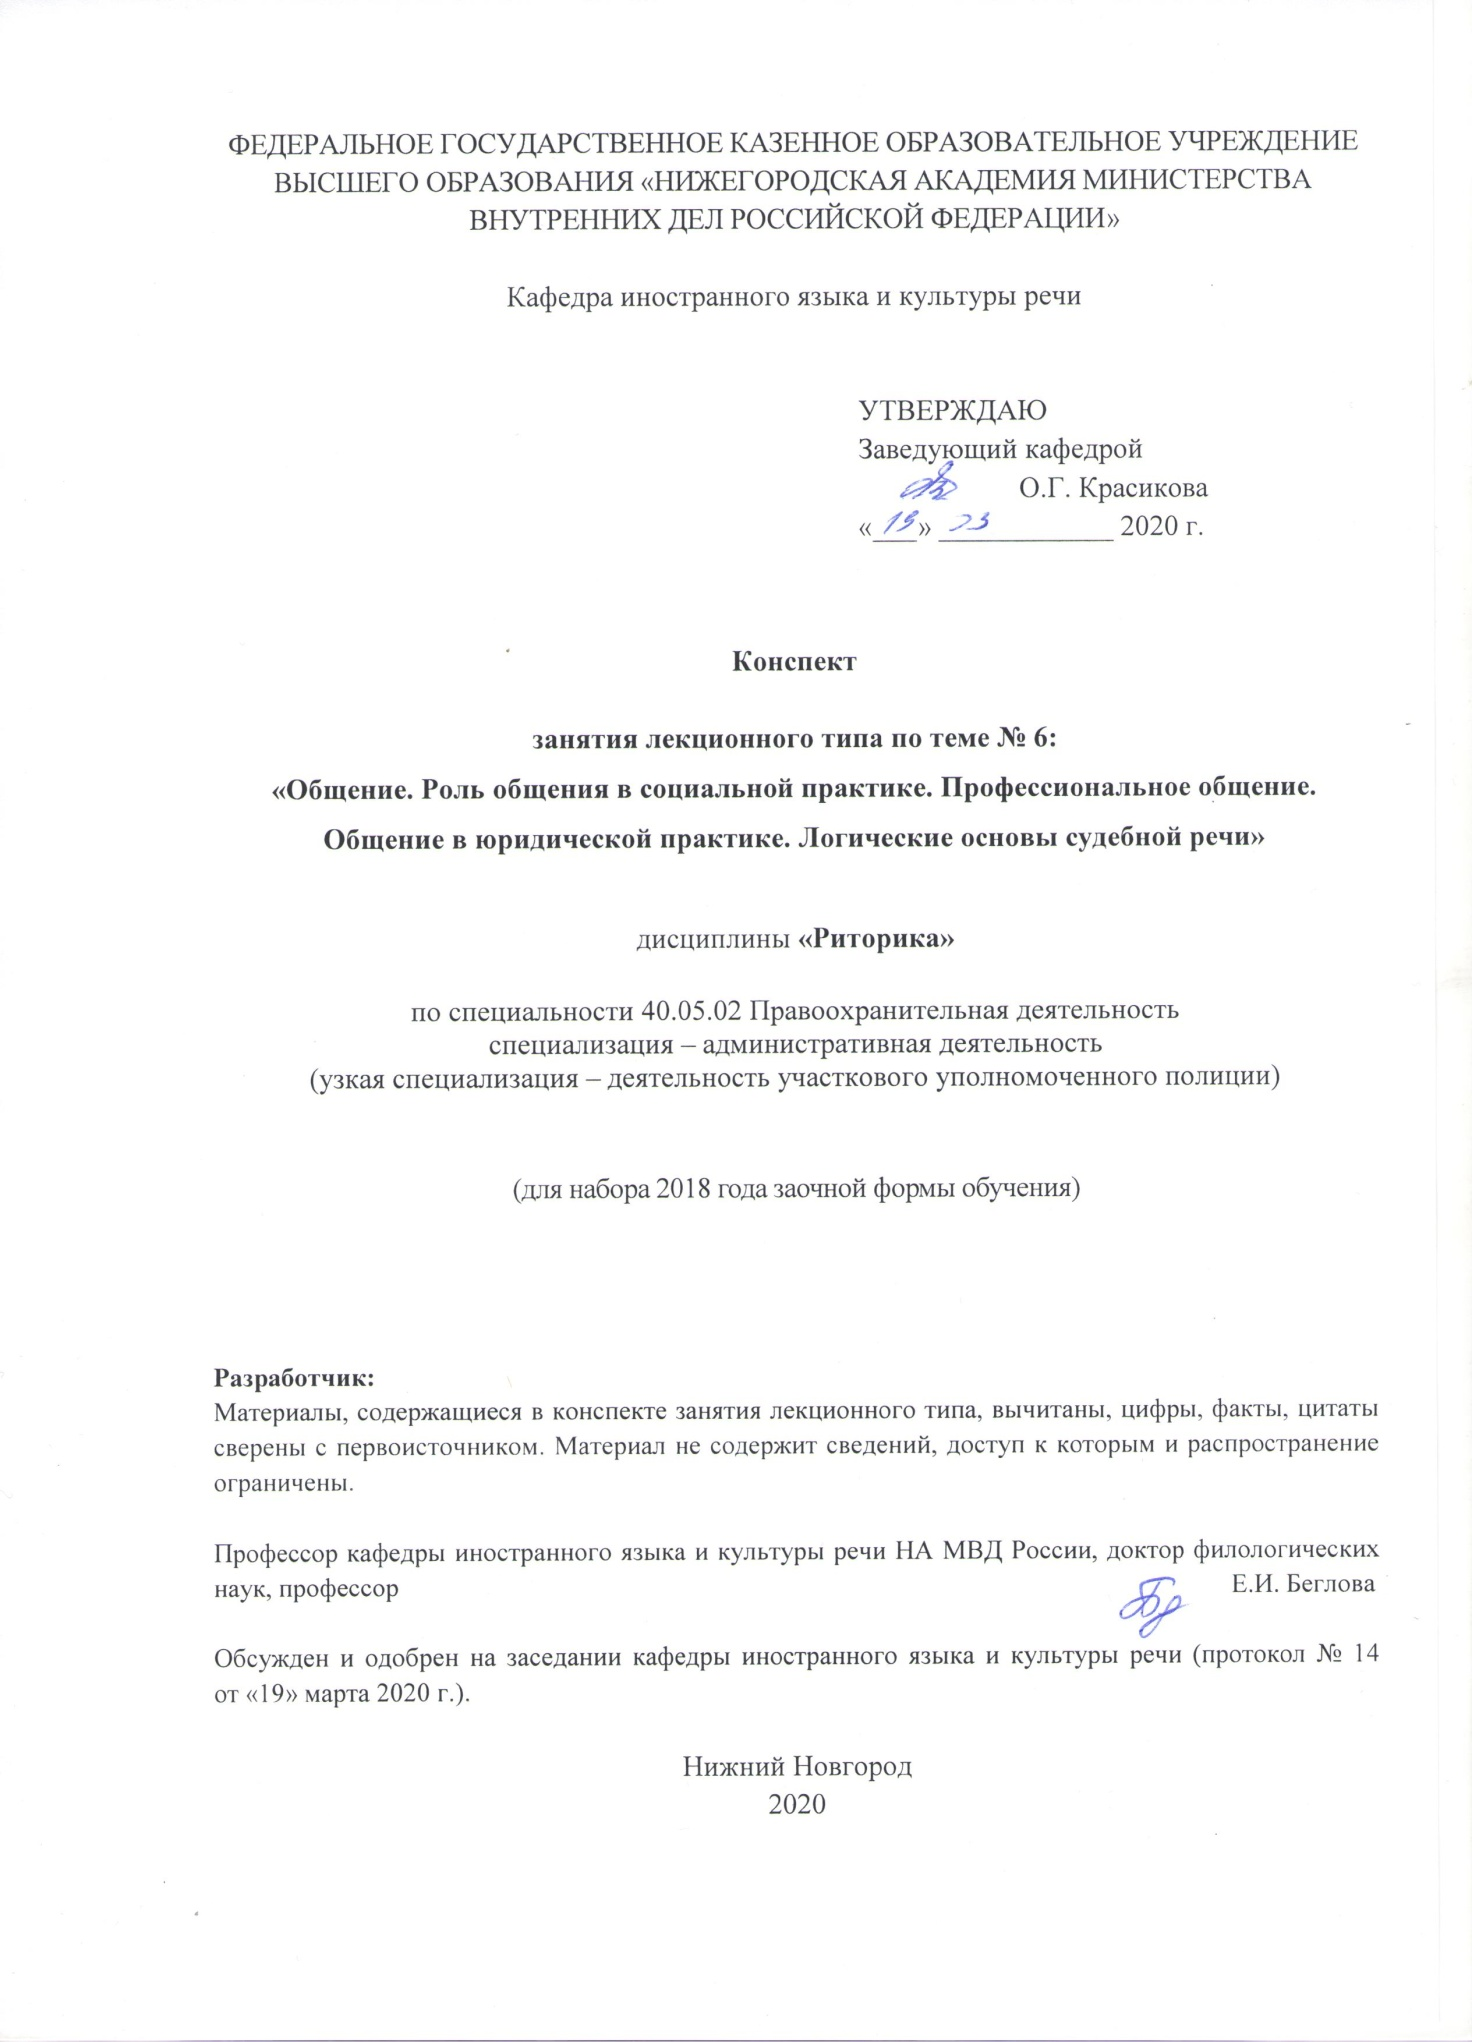 ФЕДЕРАЛЬНОЕ ГОСУДАРСТВЕННОЕ КАЗЕННОЕ ОБРАЗОВАТЕЛЬНОЕ УЧРЕЖДЕНИЕ
ВЫСШЕГО ОБРАЗОВАНИЯ «НИЖЕГОРОДСКАЯ АКАДЕМИЯ МИНИСТЕРСТВА
ВНУТРЕННИХ ДЕЛ РОССИЙСКОЙ ФЕДЕРАЦИИ»
Кафедра иностранного языка и культуры речи
УТВЕРЖДАЮ
Заведующий кафедрой
О.Г. Красикова
«___» ____________ 2020 г.
Конспект
занятия лекционного типа по теме № 6:
«Общение. Роль общения в социальной практике. Профессиональное общение.
Общение в юридической практике. Логические основы судебной речи»
дисциплины «Риторика»
по специальности 40.05.02 Правоохранительная деятельность
специализация – административная деятельность
(узкая специализация – деятельность участкового уполномоченного полиции)
(для набора 2018 года заочной формы обучения)
Разработчик:
Материалы, содержащиеся в конспекте занятия лекционного типа, вычитаны, цифры, факты, цитаты
сверены с первоисточником. Материал не содержит сведений, доступ к которым и распространение
ограничены.
Профессор кафедры иностранного языка и культуры речи НА МВД России, доктор филологических
наук, профессор Е.И. Беглова
Обсужден и одобрен на заседании кафедры иностранного языка и культуры речи (протокол № 14
от «19» марта 2020 г.).
Нижний Новгород
2020